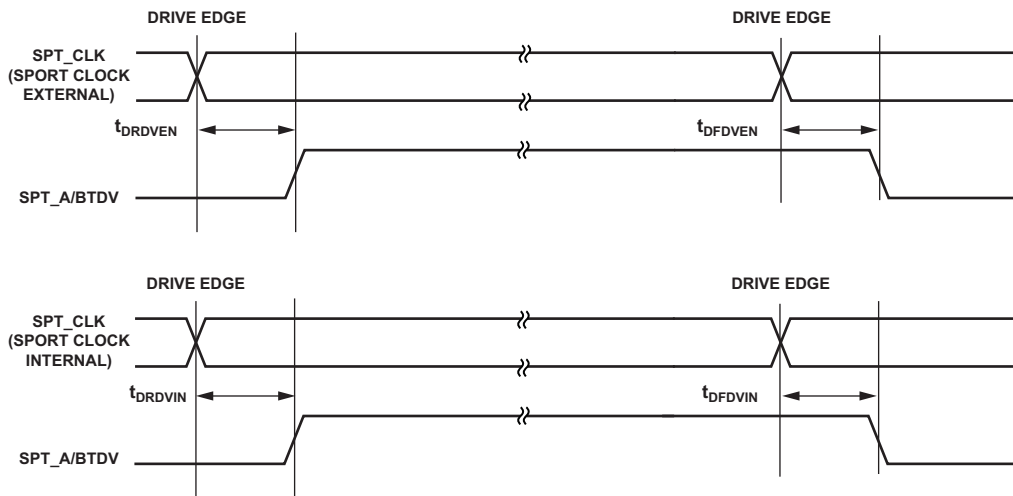 DRIVE EDGE
DRIVE EDGE
SPT_CLK
(SPORT CLOCK
EXTERNAL)
tDRDVEN
tDFDVEN
SPT_A/BTDV
DRIVE EDGE
DRIVE EDGE
SPT_CLK
(SPORT CLOCK
INTERNAL)
tDRDVIN
tDFDVIN
SPT_A/BTDV